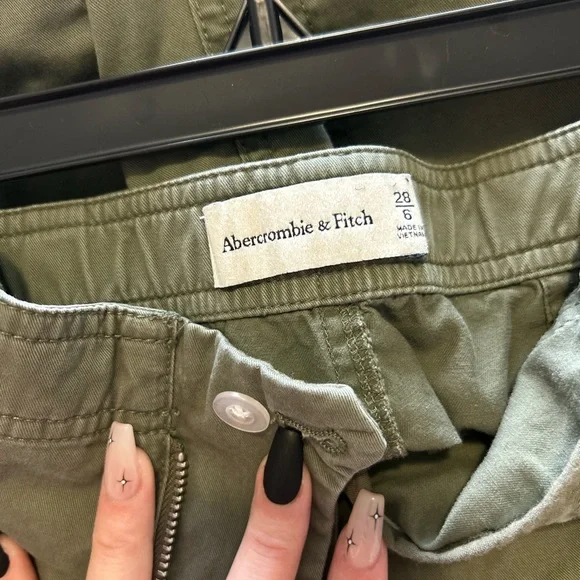 Abercrombie & Fitch
28
6
MADE IN
VIETNAM